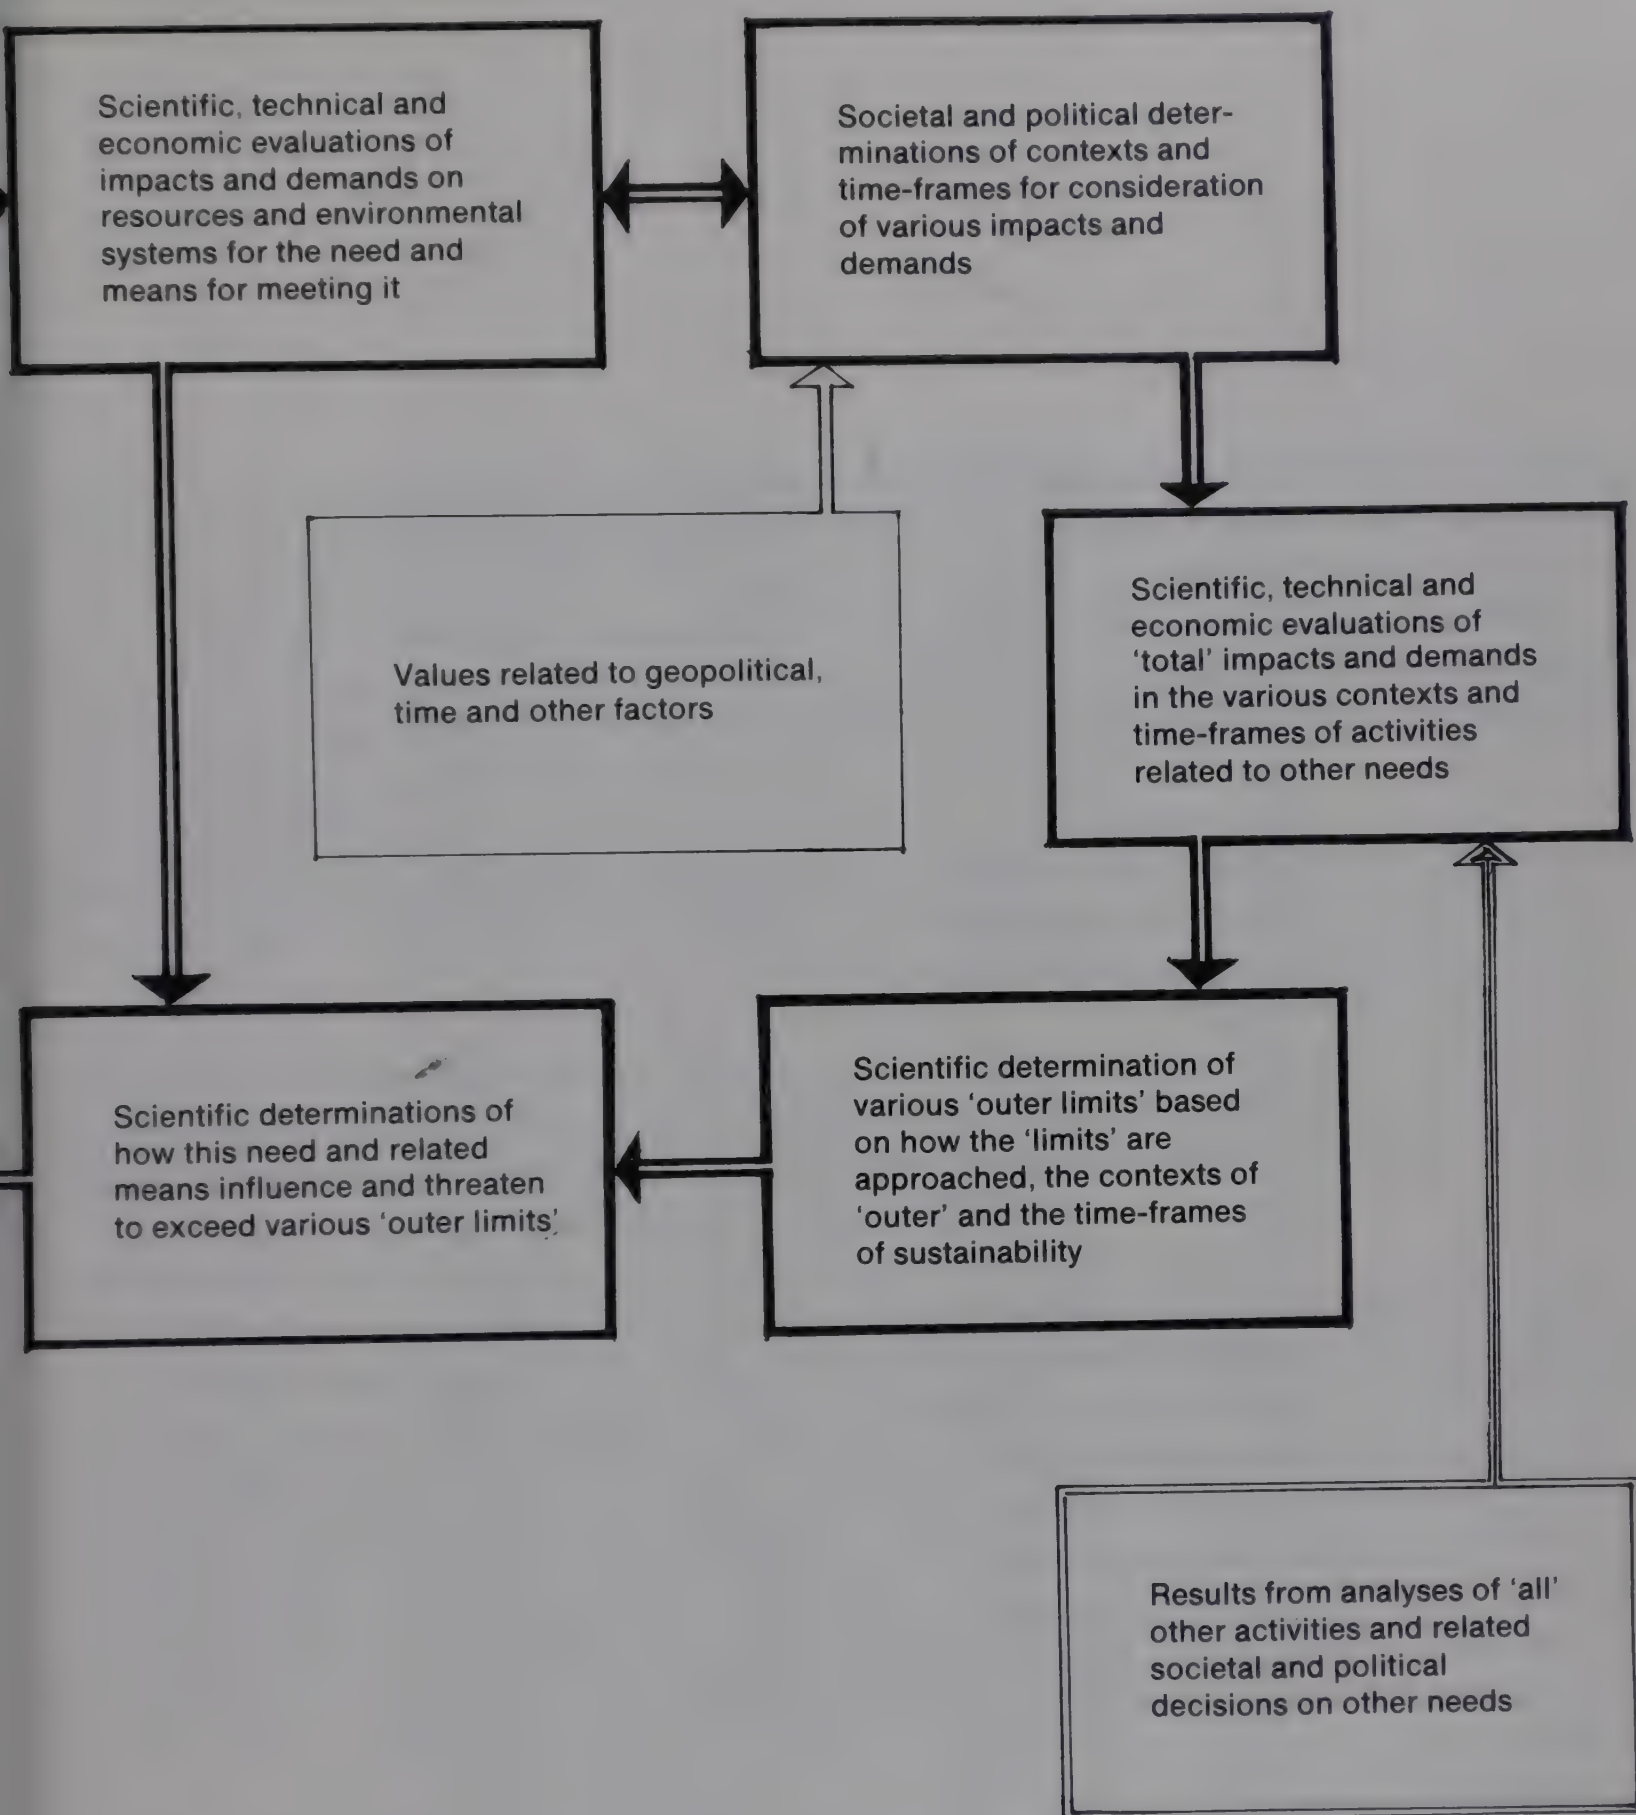 Scientific, technical and
economic evaluations of
impacts and demands on
resources and environmental
systems for the need and
means for meeting it
Societal and political deter-
minations of contexts and
time-frames for consideration
of various impacts and
demands
Values related to geopolitical,
time and other factors
Scientific, technical and
economic evaluations of
‘total’ impacts and demands
in the various contexts and
time-frames of activities
related to other needs
Scientific determinations of
how this need and related
means influence and threaten
to exceed various ‘outer limits’
Scientific determination of
various ‘outer limits’ based
on how the ‘limits’ are
approached, the contexts of
‘outer’ and the time-frames
of sustainability
Results from analyses of ‘all’
other activities and related
societal and political
decisions on other needs